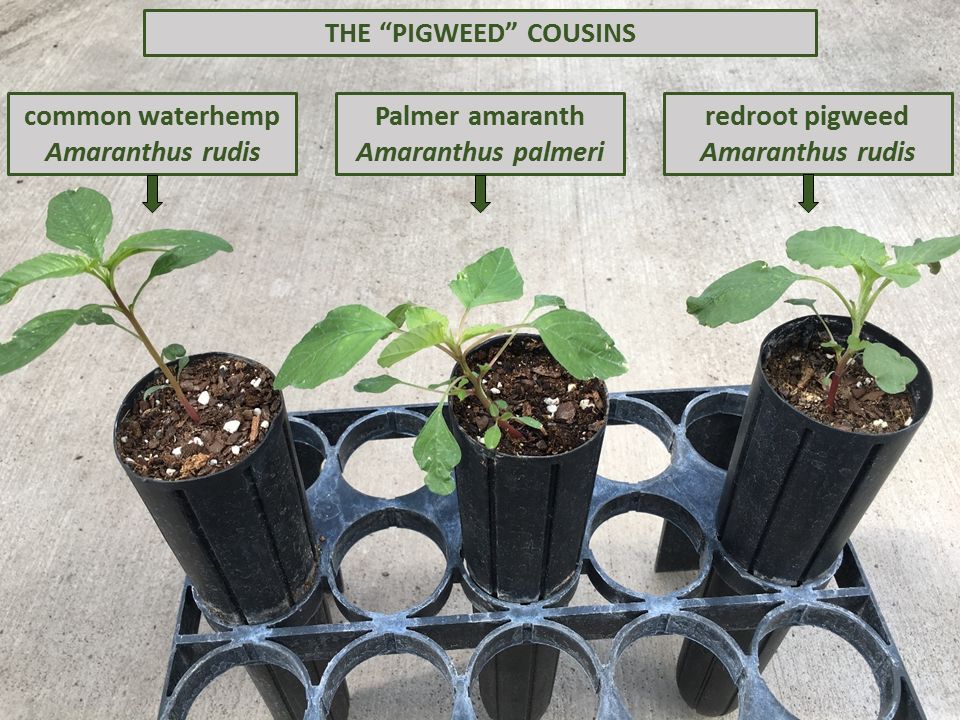 THE “PIGWEED” COUSINS
common waterhemp
Amaranthus rudis
Palmer amaranth
Amaranthus palmeri
redroot pigweed
Amaranthus rudis